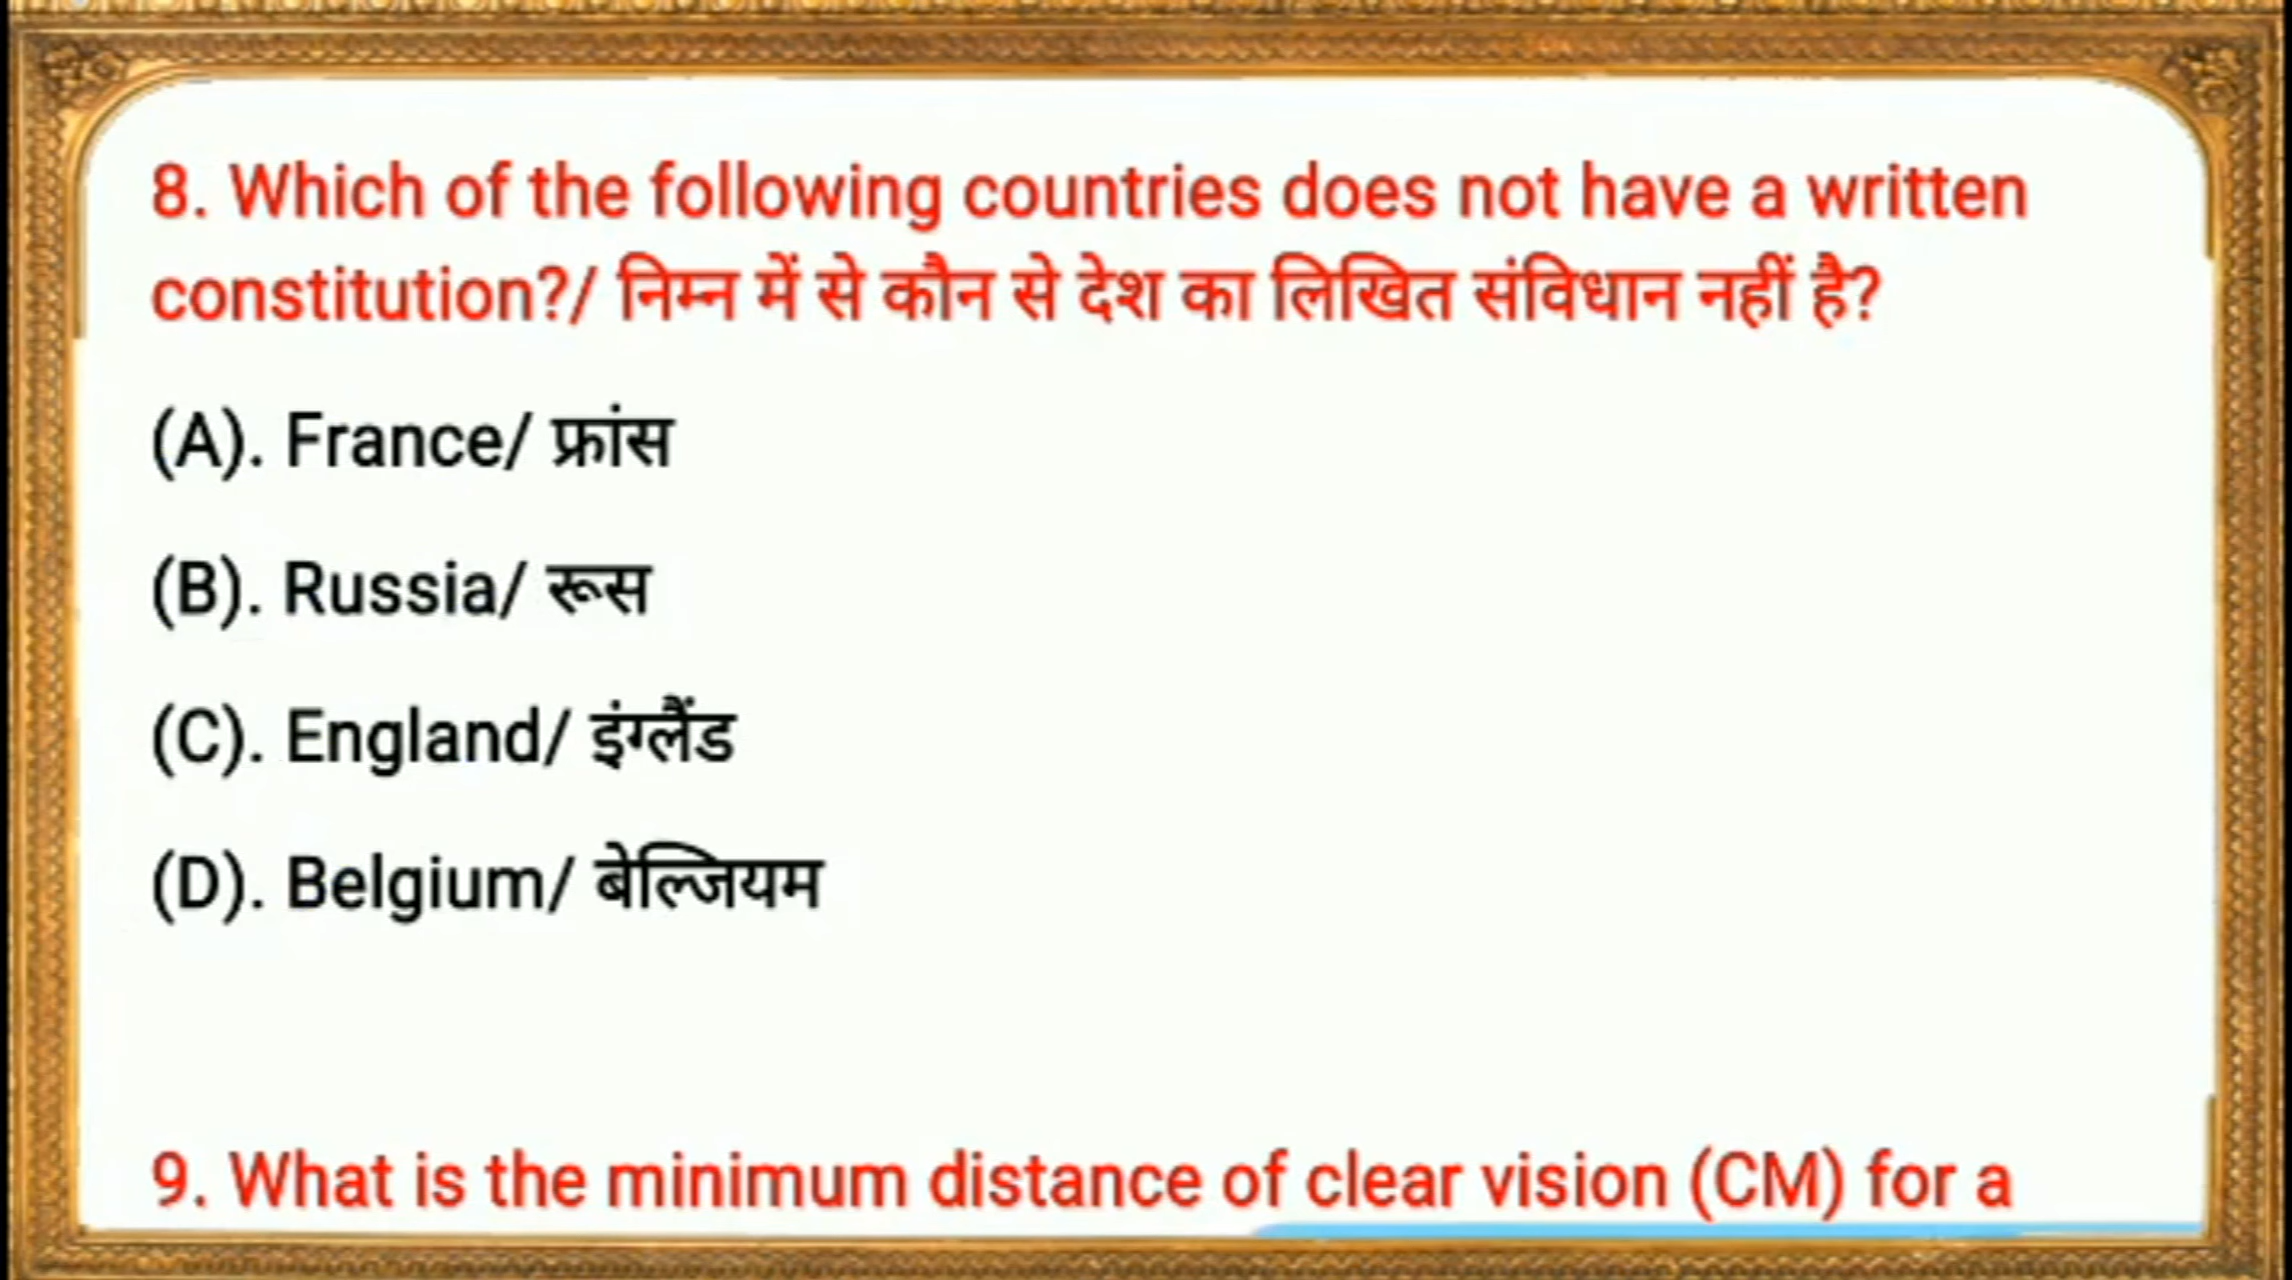 8. Which of the following countries does not have a written
constitution?/ निम्न में से कौन से देश का लिखित संविधान नहीं है?
(A). France/ फ्रांस
(B). Russia/ रूस
(C). England/ इंग्लैंड
(D). Belgium/ बेल्जियम
9. What is the minimum distance of clear vision (CM) for a